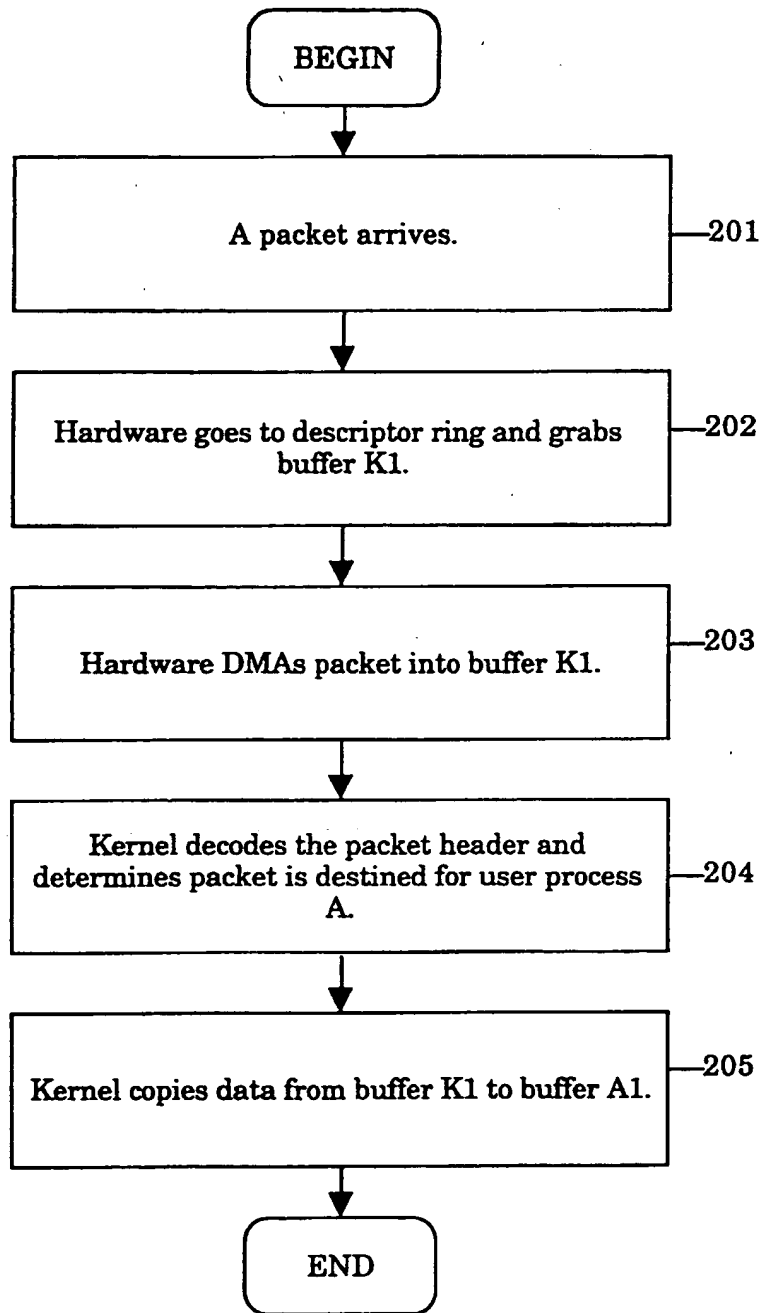 BEGIN
A packet arrives.
201
Hardware goes to descriptor ring and grabs
buffer K1.
202
Hardware DMAs packet into buffer K1.
203
Kernel decodes the packet header and
determines packet is destined for user process
A.
204
Kernel copies data from buffer K1 to buffer A1.
205
END